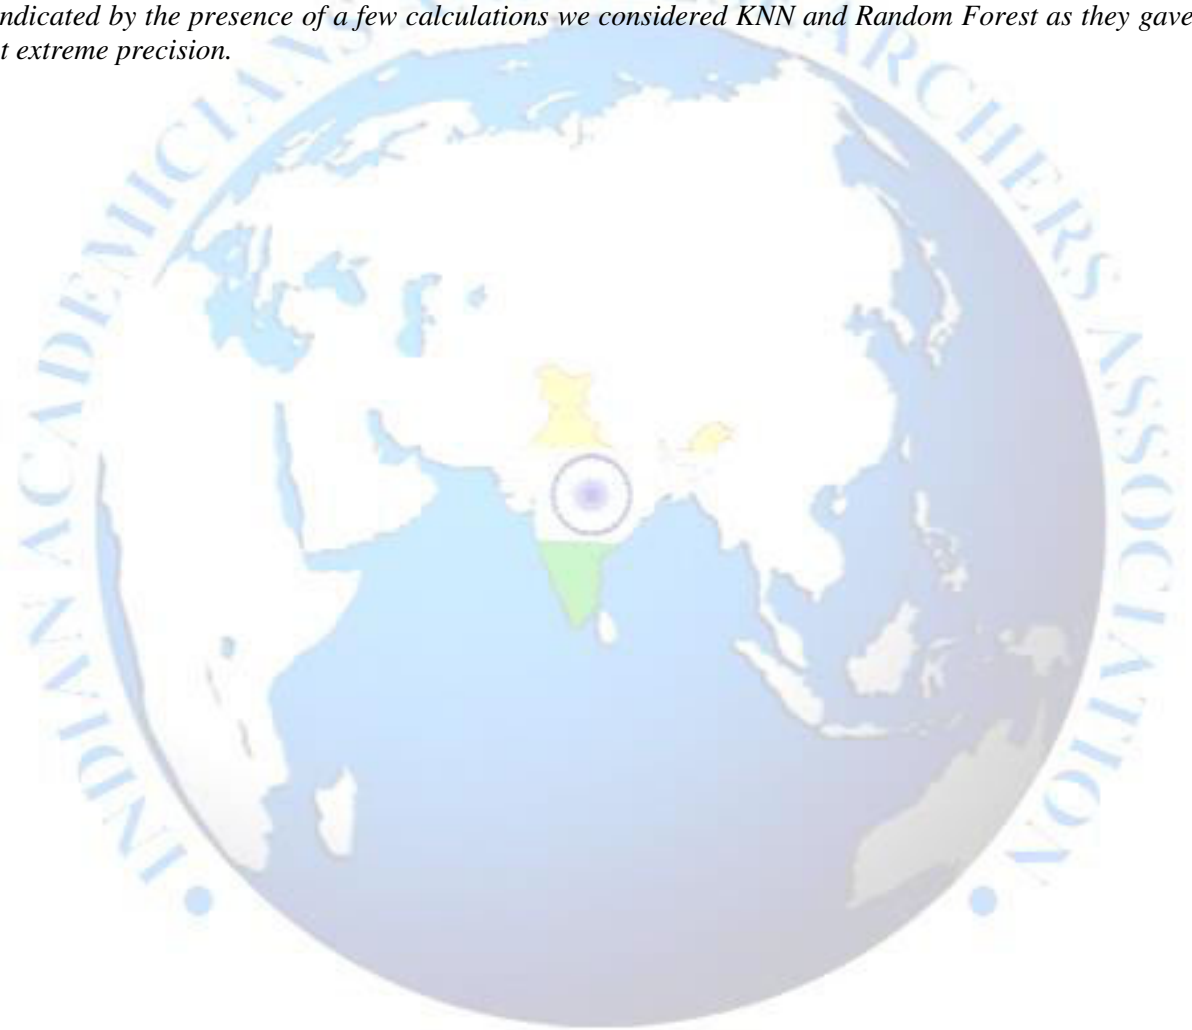 ndicated by the presence of a few calculations we considered KNN and Random Forest as they gave
t extreme precision.
• INDIAN ACADEMICIANS ARCHERS ASSOCIATION •